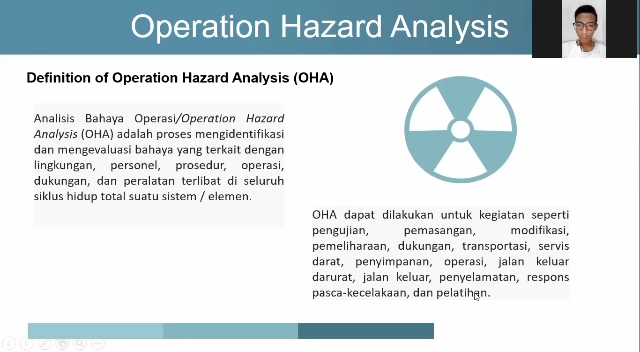 Operation Hazard Analysis
Definition of Operation Hazard Analysis (OHA)
Analisis Bahaya Operasi/Operation Hazard
Analysis (OHA) adalah proses mengidentifikasi
dan mengevaluasi bahaya yang terkait dengan
lingkungan, personel, prosedur, operasi,
dukungan, dan peralatan terlibat di seluruh
siklus hidup total suatu sistem / elemen.
OHA dapat dilakukan untuk kegiatan seperti
pengujian, pemasangan, modifikasi,
pemeliharaan, dukungan, transportasi, servis
darat, penyimpanan, operasi, jalan keluar
darurat, jalan keluar, penyelamatan, respons
pasca-kecelakaan, dan pelatihan.